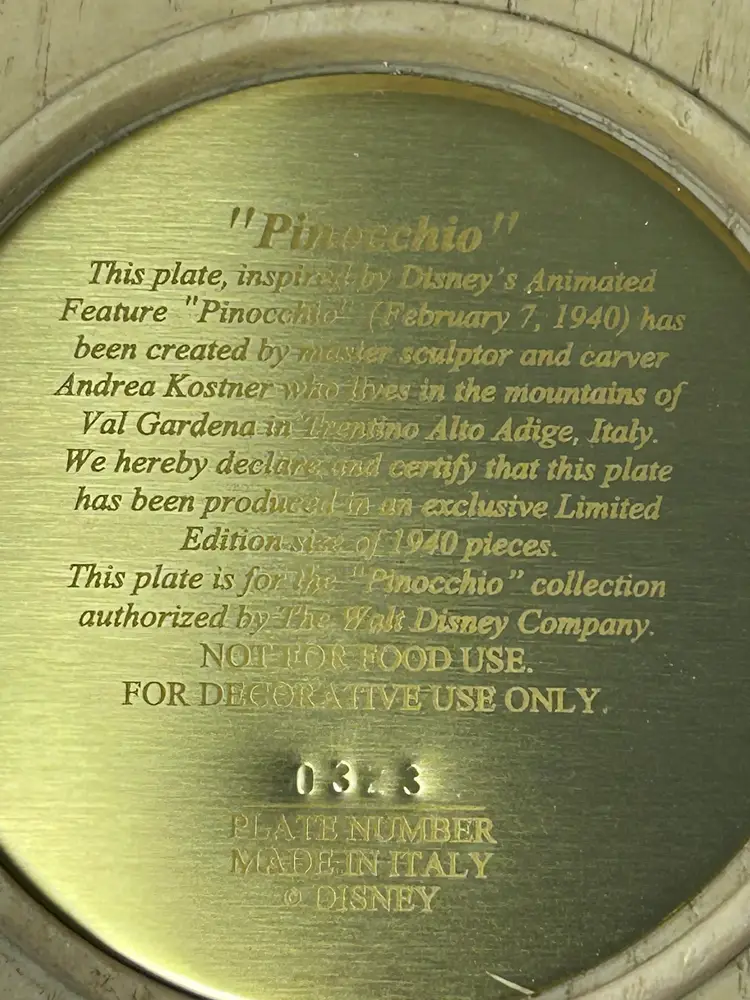 "Pinocchio"
This plate, inspired by Disney's Animated
Feature "Pinocchio" (February 7, 1940) has
been created by master sculptor and carver
Andrea Kostner who lives in the mountains of
Val Gardena in Trentino Alto Adige, Italy.
We hereby declare and certify that this plate
has been produced in an exclusive Limited
Edition size of 1940 pieces.
This plate is for the "Pinocchio" collection
authorized by The Walt Disney Company.
NOT FOR FOOD USE.
FOR DECORATIVE USE ONLY.
PLATE NUMBER
MADE IN ITALY
© DISNEY